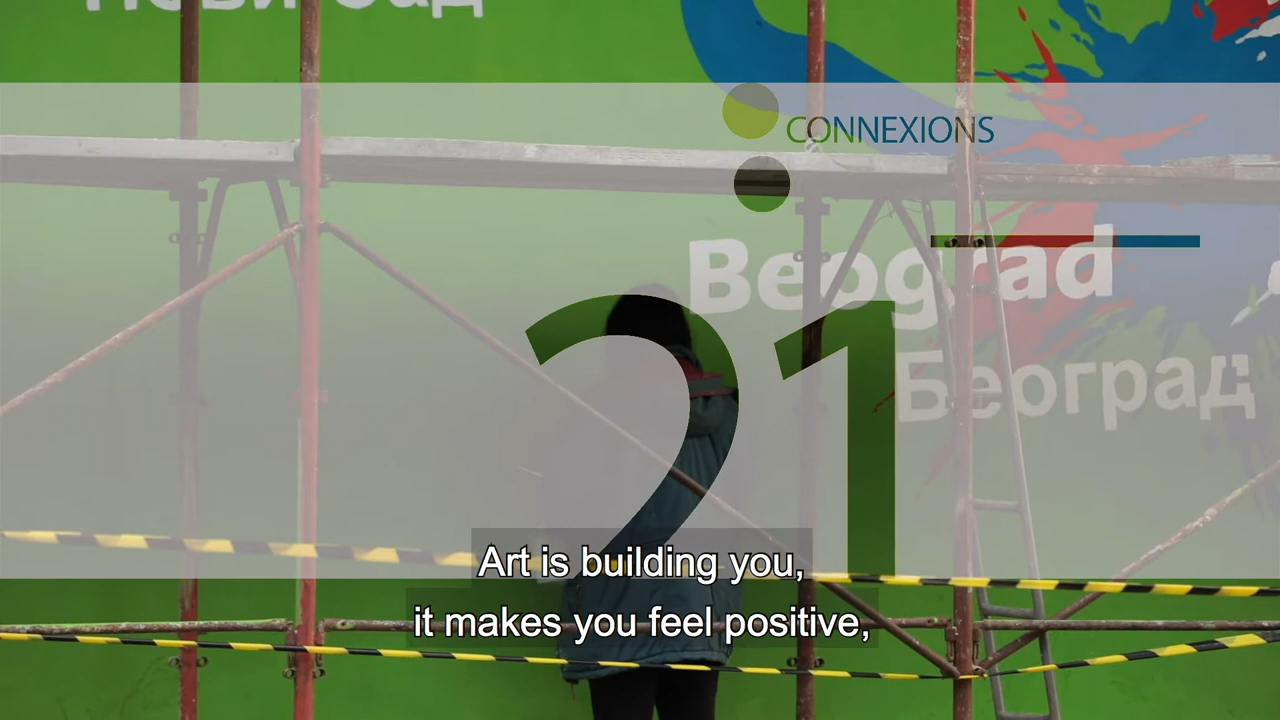 Нови Сад
CONNEXIONS
Beograd
Београд
21
Art is building you,
it makes you feel positive,